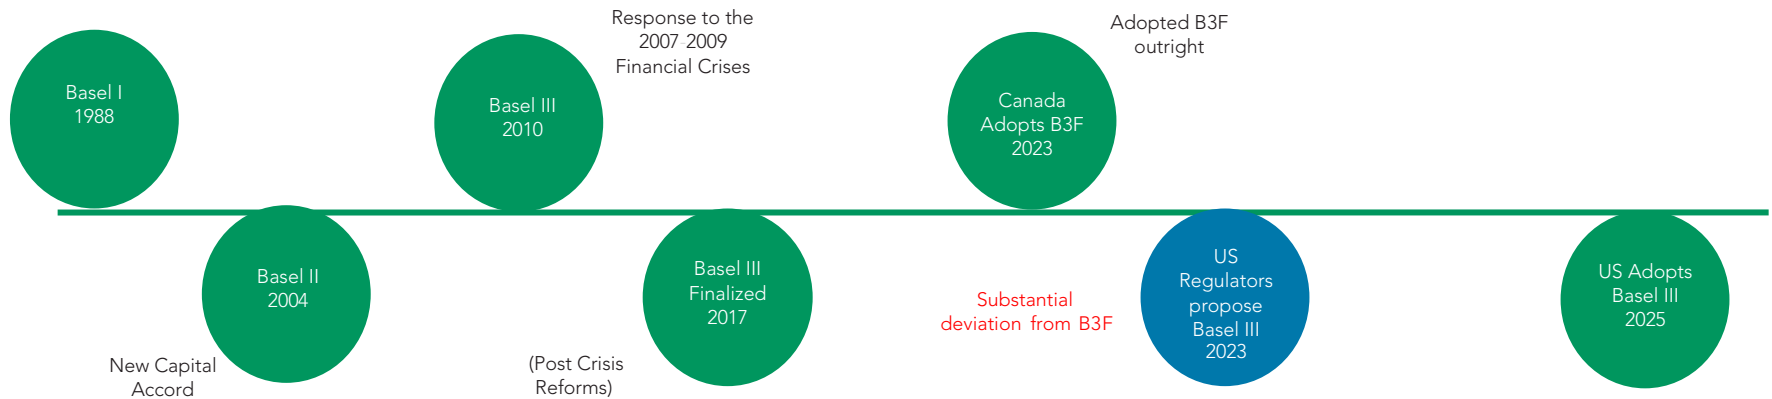 Basel I
1988
New Capital
Accord
Basel II
2004
Basel III
2010
Response to the
2007-2009
Financial Crises
(Post Crisis
Reforms)
Basel III
Finalized
2017
Canada
Adopts B3F
2023
Adopted B3F
outright
Substantial
deviation from B3F
US
Regulators
propose
Basel III
2023
US Adopts
Basel III
2025